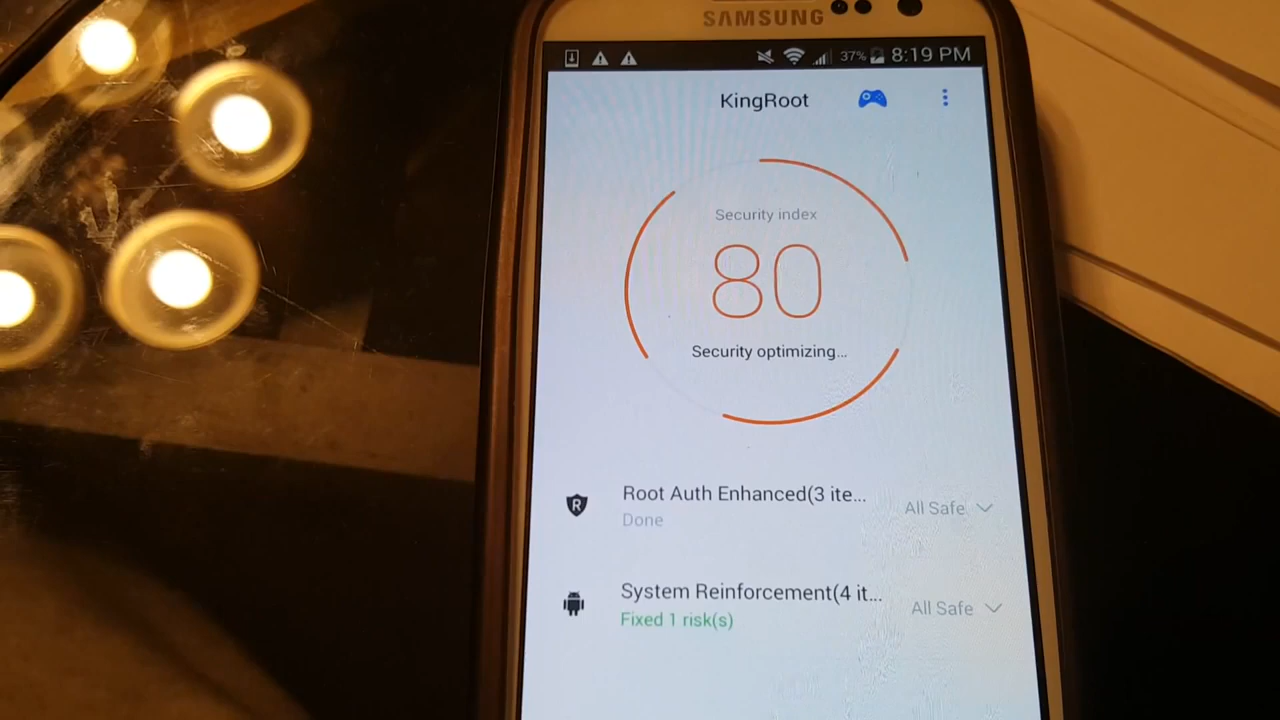 SAMSUNG
37% 8:19 PM
KingRoot
Security index
80
Security optimizing...
R
Root Auth Enhanced(3 ite...
All Safe
Done
System Reinforcement(4 it...
All Safe
Fixed 1 risk(s)